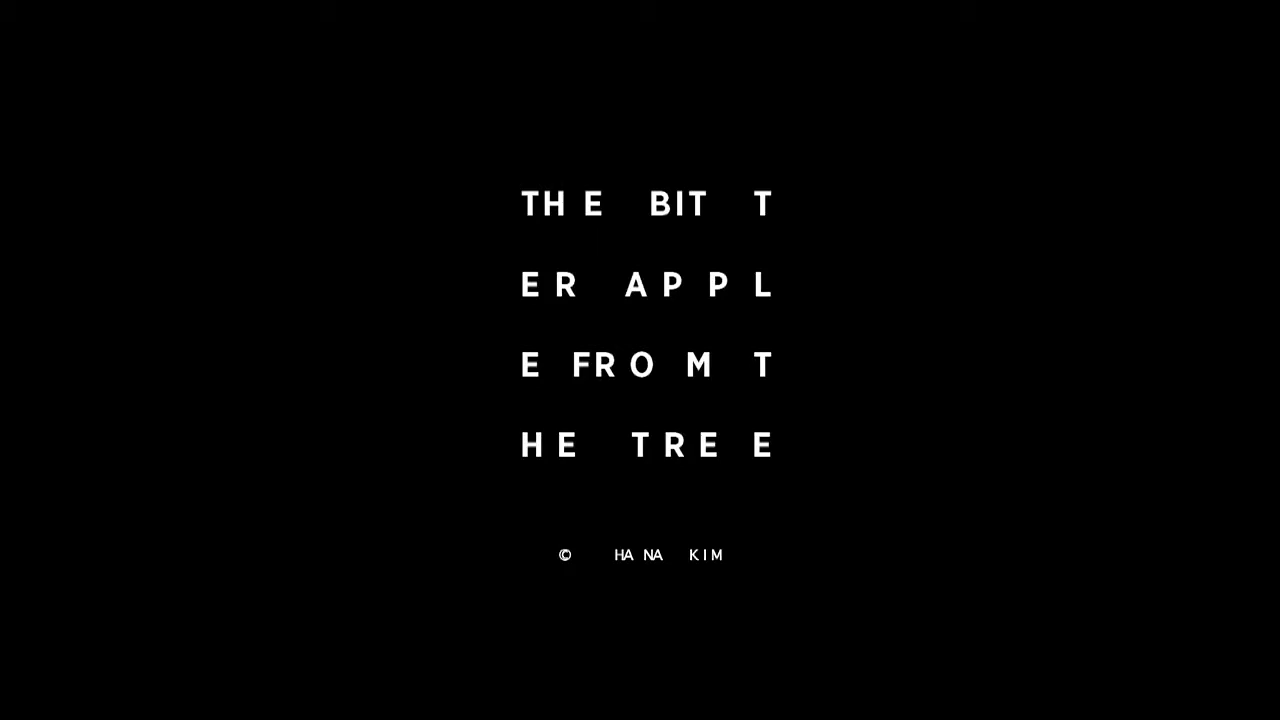 THE BIT T
ER APPL
E FROM T
HE TREE
© HANA KIM